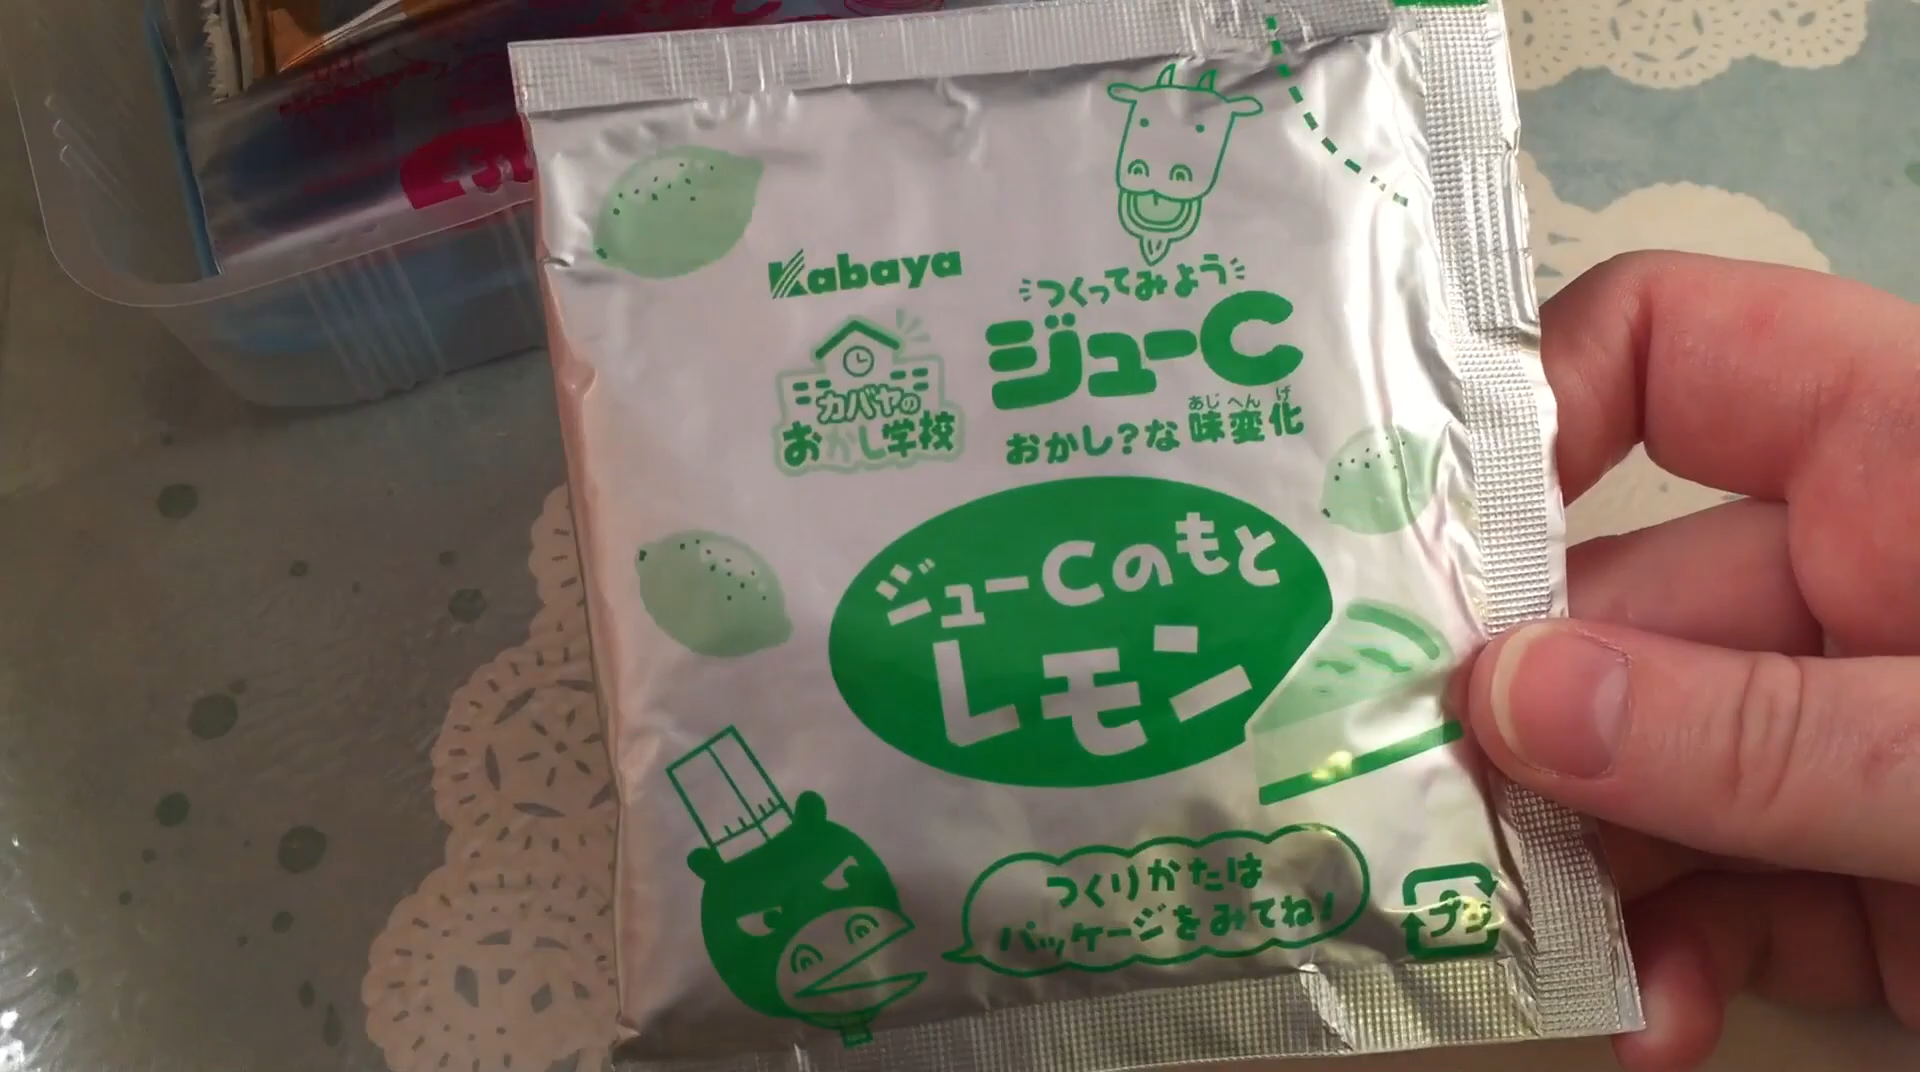 Kabaya
カバヤの
おかし学校
つくってみよう
ジューC
あじ へん げ
おかし?な味変化
ジューCのもと
レモン
つくりかたは
パッケージをみてね!
プラ